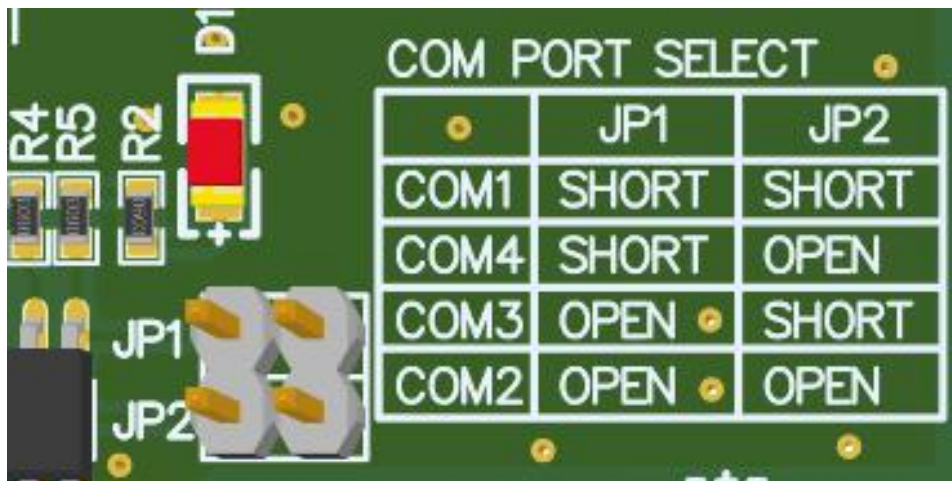 D1
COM PORT SELECT
R4 R5 R2
JP1 JP2
COM1 SHORT SHORT
COM4 SHORT OPEN
COM3 OPEN SHORT
COM2 OPEN OPEN
JP1
JP2
+